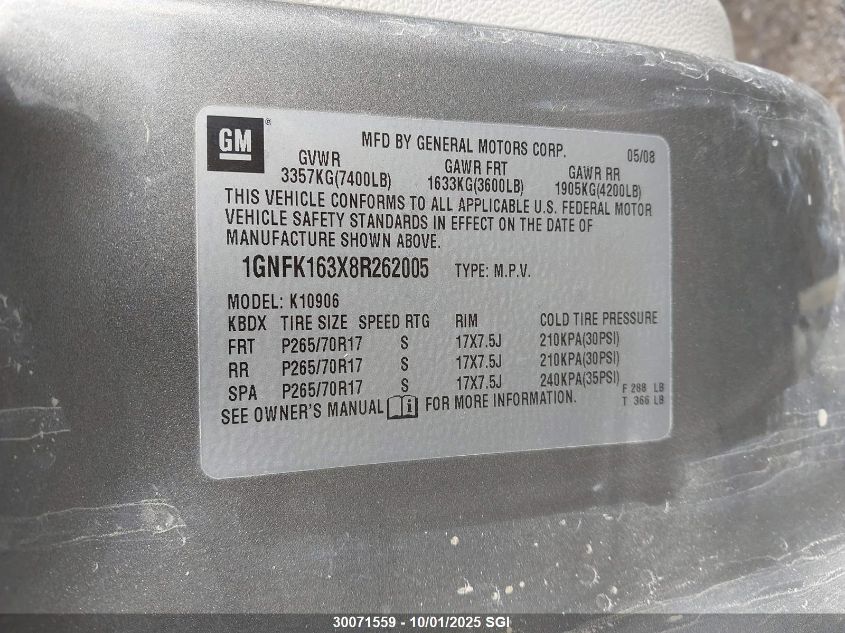 GM ®
MFD BY GENERAL MOTORS CORP. 05/08
GVWR GAWR FRT GAWR RR
3357KG(7400LB) 1633KG(3600LB) 1905KG(4200LB)
THIS VEHICLE CONFORMS TO ALL APPLICABLE U.S. FEDERAL MOTOR
VEHICLE SAFETY STANDARDS IN EFFECT ON THE DATE OF
MANUFACTURE SHOWN ABOVE.
1GNFK163X8R262005 TYPE: M.P.V.
MODEL: K10906
KBDX TIRE SIZE SPEED RTG RIM COLD TIRE PRESSURE
FRT P265/70R17 S 17X7.5J 210KPA(30PSI)
RR P265/70R17 S 17X7.5J 210KPA(30PSI)
SPA P265/70R17 S 17X7.5J 240KPA(35PSI)
F 288 LB
T 366 LB
SEE OWNER'S MANUAL FOR MORE INFORMATION.
30071559 - 10/01/2025 SGI